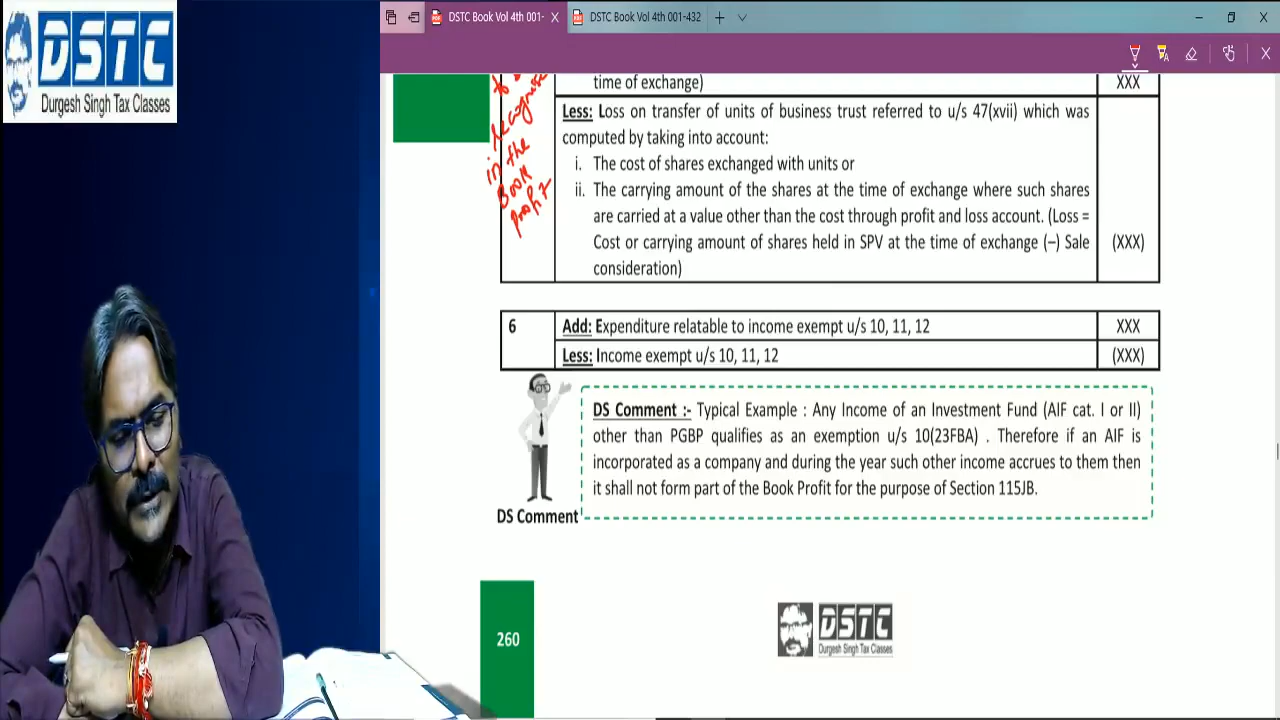 DSTC
Durgesh Singh Tax Classes
DSTC Book Vol 4th 001-
DSTC Book Vol 4th 001-432
time of exchange)
XXX
recognise
in the
Book
Profit
Less: Loss on transfer of units of business trust referred to u/s 47(xvii) which was
computed by taking into account:
i. The cost of shares exchanged with units or
ii. The carrying amount of the shares at the time of exchange where such shares
are carried at a value other than the cost through profit and loss account. (Loss =
Cost or carrying amount of shares held in SPV at the time of exchange (–) Sale
(XXX)
consideration)
6
Add: Expenditure relatable to income exempt u/s 10, 11, 12
XXX
Less: Income exempt u/s 10, 11, 12
(XXX)
DS Comment :- Typical Example : Any Income of an Investment Fund (AIF cat. I or II)
other than PGBP qualifies as an exemption u/s 10(23FBA) . Therefore if an AIF is
incorporated as a company and during the year such other income accrues to them then
it shall not form part of the Book Profit for the purpose of Section 115JB.
DS Comment
260
DSTC
Durgesh Singh Tax Classes